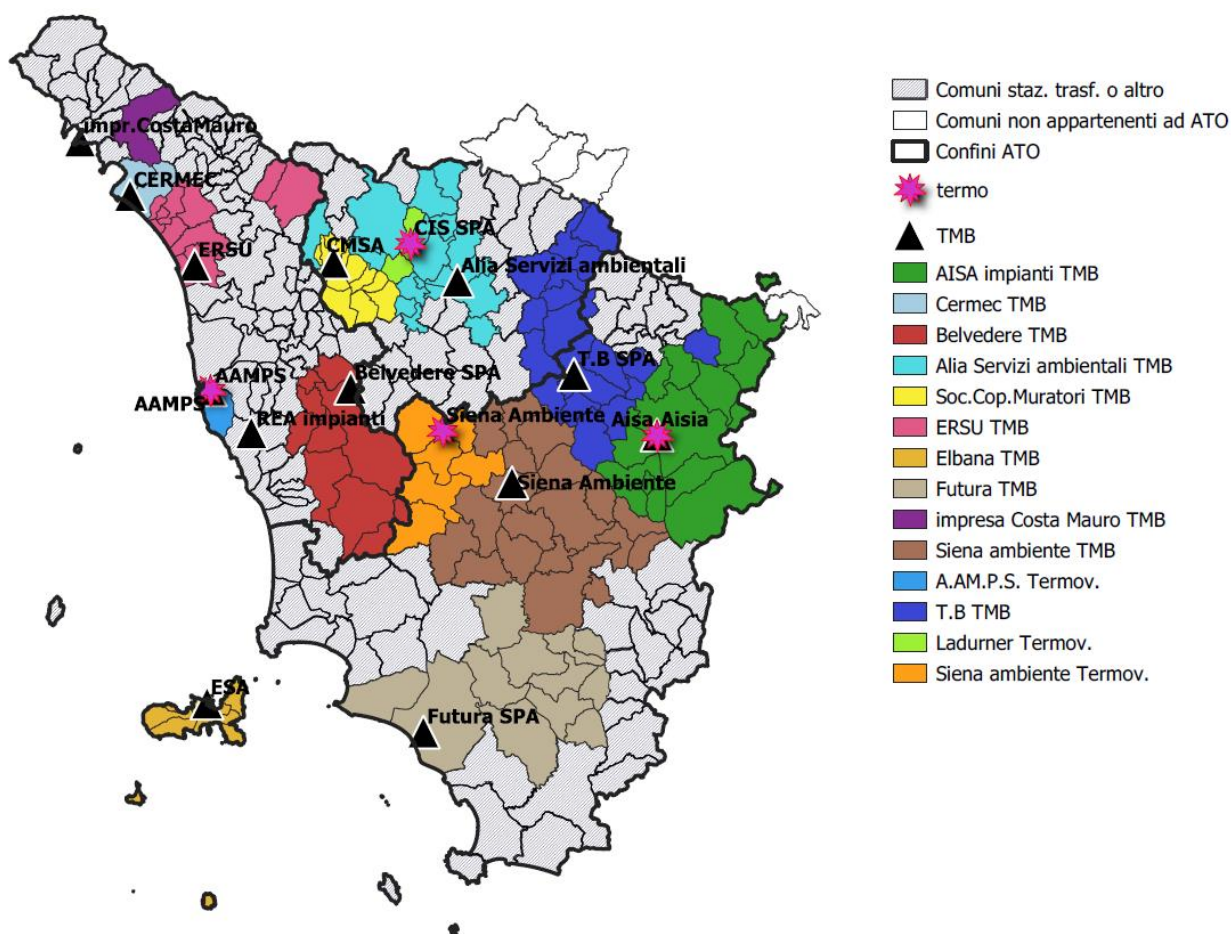 impr.CostaMauro
CERMEC
ERSU
CMSA
CIS SPA
Alia Servizi ambientali
T.B SPA
AAMPS
AAMPS
Belvedere SPA
REA impianti
Siena Ambiente
Aisa Aisia
Siena Ambiente
ESA
Futura SPA
Comuni staz. trasf. o altro
Comuni non appartenenti ad ATO
Confini ATO
termo
TMB
AISA impianti TMB
Cermec TMB
Belvedere TMB
Alia Servizi ambientali TMB
Soc.Cop.Muratori TMB
ERSU TMB
Elbana TMB
Futura TMB
impresa Costa Mauro TMB
Siena ambiente TMB
A.AM.P.S. Termov.
T.B TMB
Ladurner Termov.
Siena ambiente Termov.